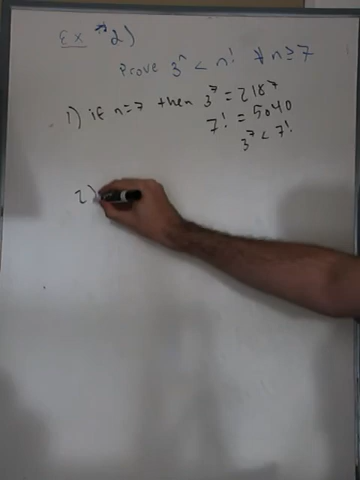 Ex #2)
Prove 3ⁿ < n! ∀ n ≥ 7
1) if n=7 then 3⁷ = 2187
7! = 5040
3⁷ < 7!
2)